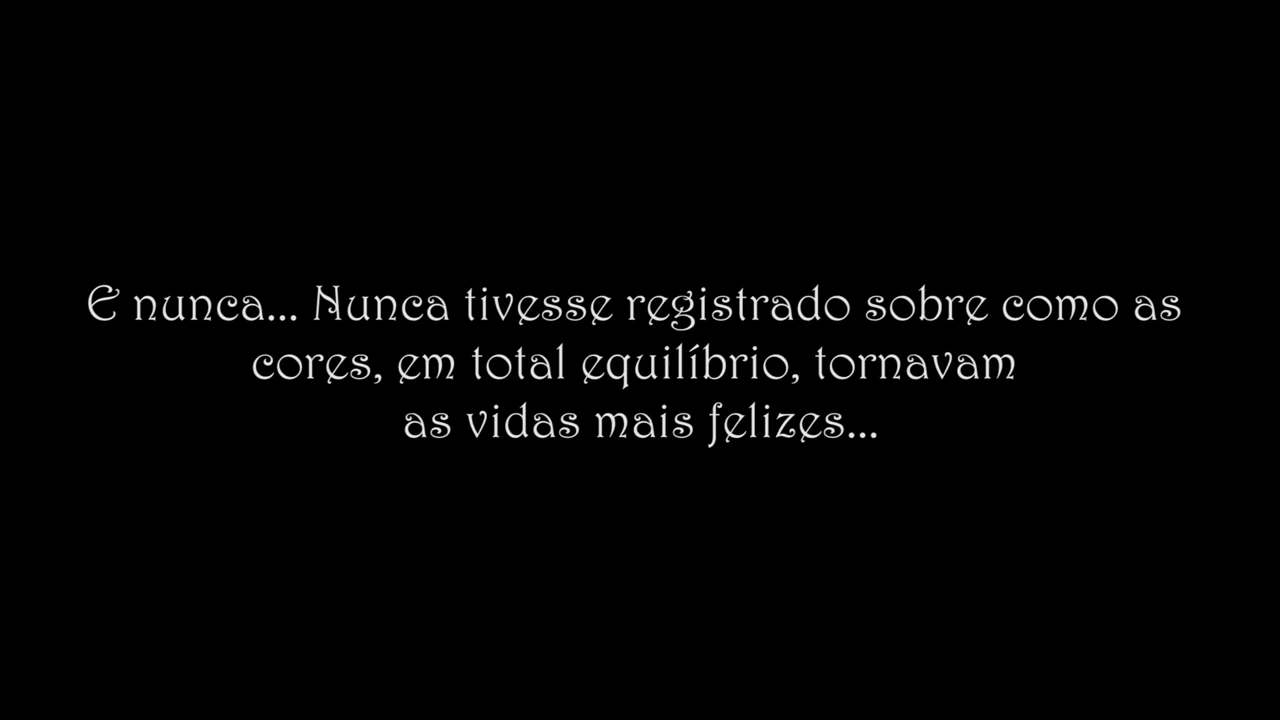 E nunca... Nunca tivesse registrado sobre como as
cores, em total equilíbrio, tornavam
as vidas mais felizes...